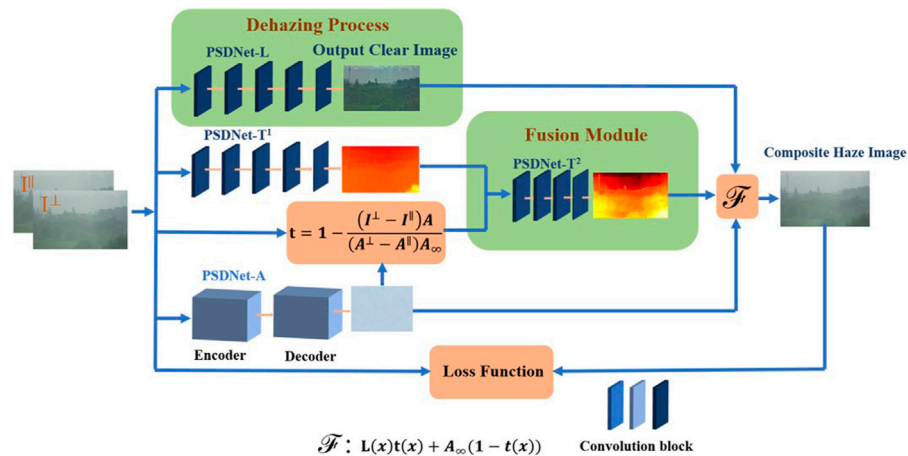 Dehazing Process
PSDNet-L
Output Clear Image
PSDNet-T¹
Fusion Module
PSDNet-T²
Composite Haze Image
I∥
I⊥
ℱ
t = 1 − (I⊥ − I∥)A / (A⊥ − A∥)A∞
PSDNet-A
Encoder
Decoder
Loss Function
ℱ : L(x)t(x) + A∞(1 − t(x))
Convolution block